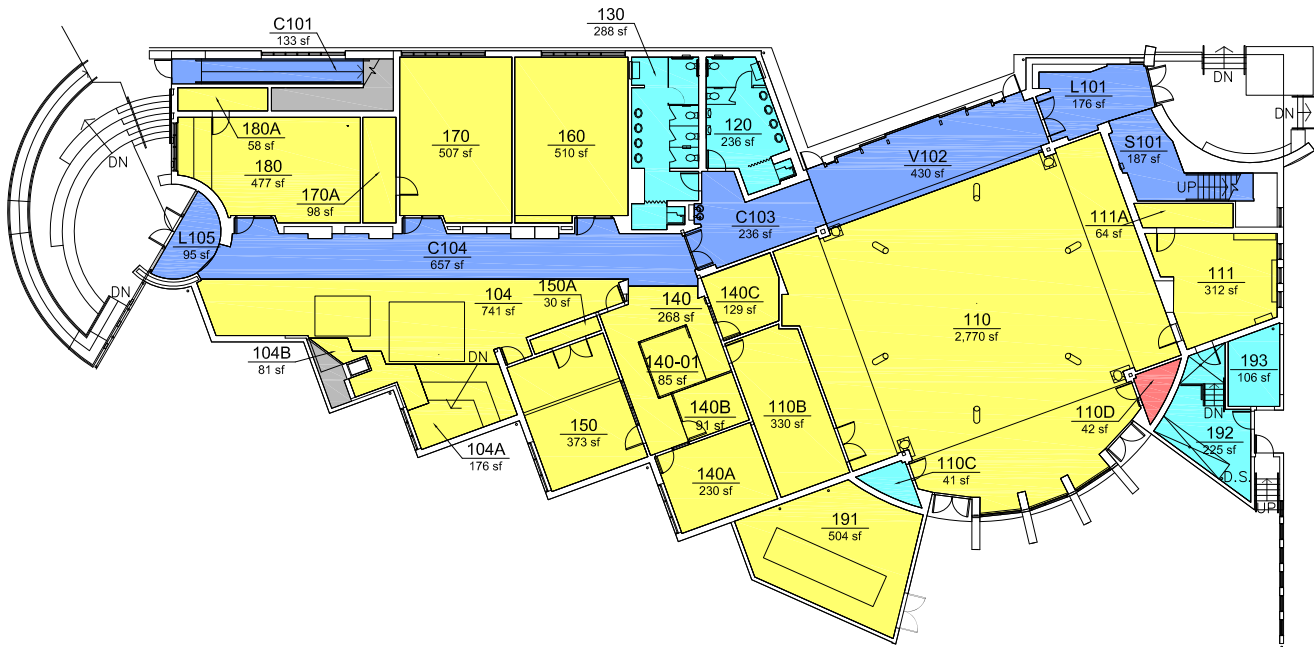 C101
133 sf
130
288 sf
DN
L101
176 sf
DN
DN
180A
58 sf
180
477 sf
170
507 sf
160
510 sf
120
236 sf
V102
430 sf
S101
187 sf
UP
170A
98 sf
111A
64 sf
L105
95 sf
C104
657 sf
C103
236 sf
DN
150A
30 sf
104
741 sf
140
268 sf
140C
129 sf
110
2,770 sf
111
312 sf
104B
81 sf
DN
140-01
85 sf
193
106 sf
140B
91 sf
110B
330 sf
110D
42 sf
DN
150
373 sf
192
225 sf
104A
176 sf
140A
230 sf
110C
41 sf
D.S.
UP
191
504 sf